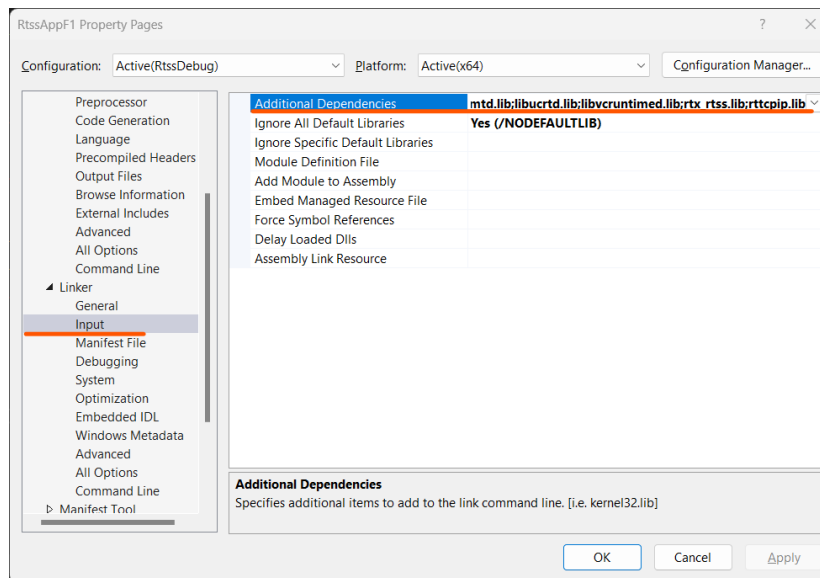 RtssAppF1 Property Pages ? ×
Configuration: Active(RtssDebug) Platform: Active(x64) Configuration Manager...
Preprocessor
Code Generation
Language
Precompiled Headers
Output Files
Browse Information
External Includes
Advanced
All Options
Command Line
Linker
General
Input
Manifest File
Debugging
System
Optimization
Embedded IDL
Windows Metadata
Advanced
All Options
Command Line
Manifest Tool
Additional Dependencies mtd.lib;libucrtd.lib;libvcruntimed.lib;rtx_rtss.lib;rttcpip.lib
Ignore All Default Libraries Yes (/NODEFAULTLIB)
Ignore Specific Default Libraries
Module Definition File
Add Module to Assembly
Embed Managed Resource File
Force Symbol References
Delay Loaded Dlls
Assembly Link Resource
Additional Dependencies
Specifies additional items to add to the link command line. [i.e. kernel32.lib]
OK Cancel Apply